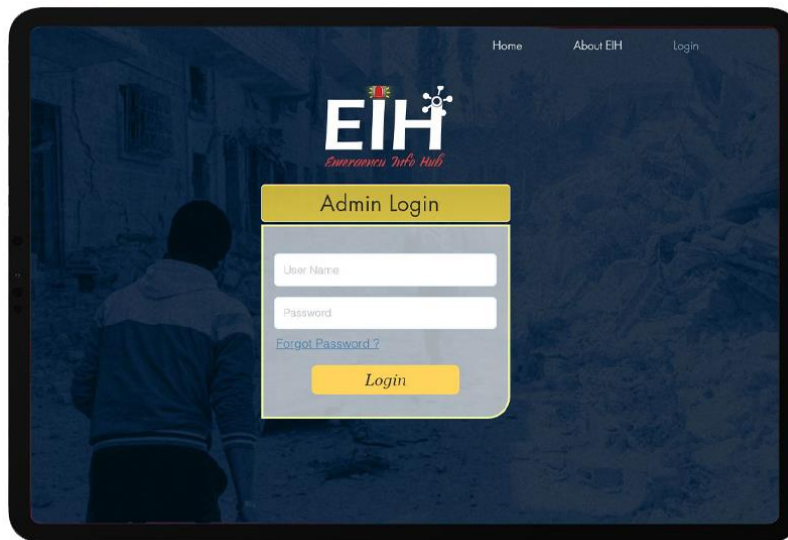 Home About EIH Login
EIH
Emergency Info Hub
Admin Login
User Name
Password
Forgot Password ?
Login